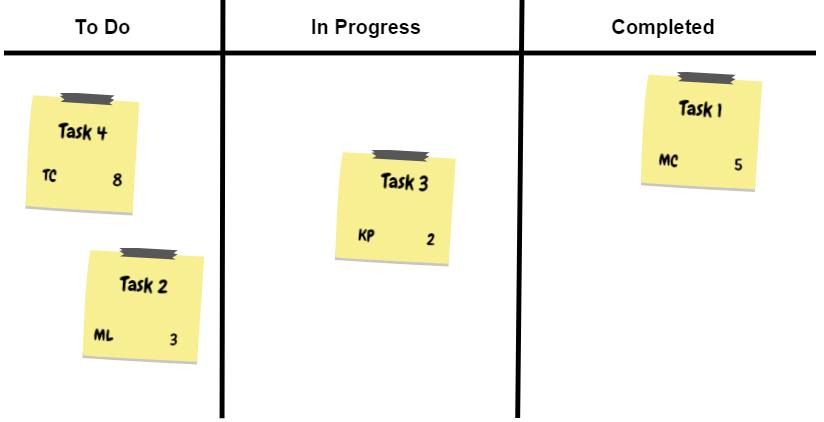 To Do
In Progress
Completed
Task 4
TC 8
Task 2
ML 3
Task 3
KP 2
Task 1
MC 5